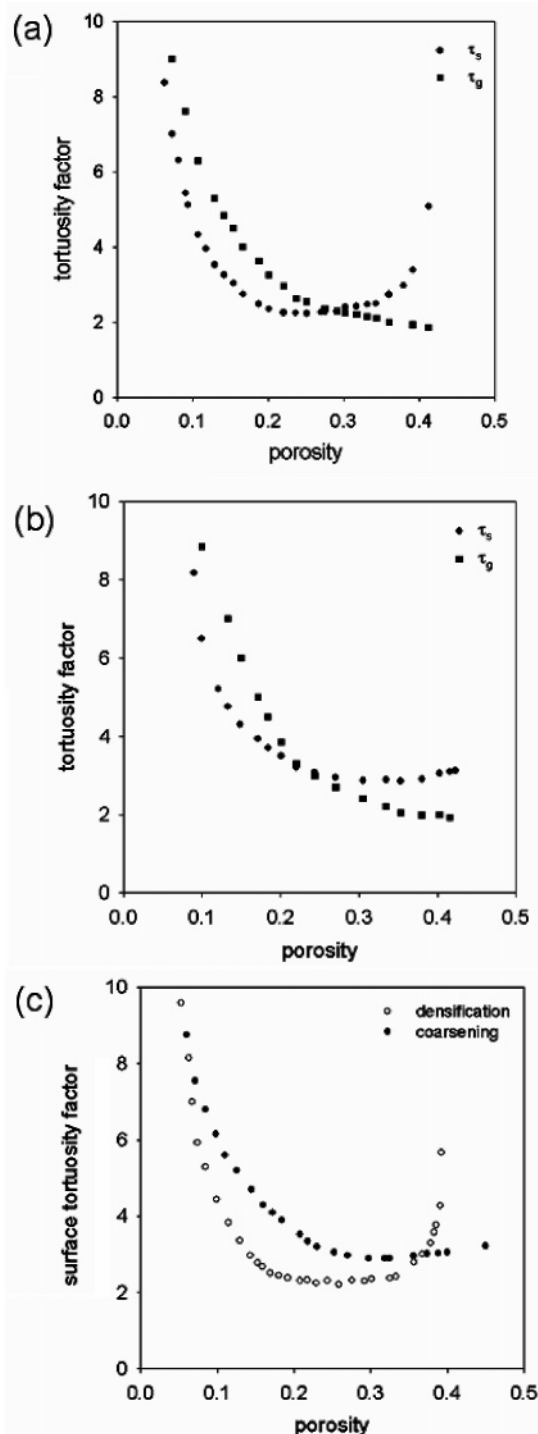 (a)
10
8
6
4
2
0
tortuosity factor
τs
τg
0.0 0.1 0.2 0.3 0.4 0.5
porosity
(b)
10
8
6
4
2
0
tortuosity factor
τs
τg
0.0 0.1 0.2 0.3 0.4 0.5
porosity
(c)
10
8
6
4
2
0
surface tortuosity factor
densification
coarsening
0.0 0.1 0.2 0.3 0.4 0.5
porosity